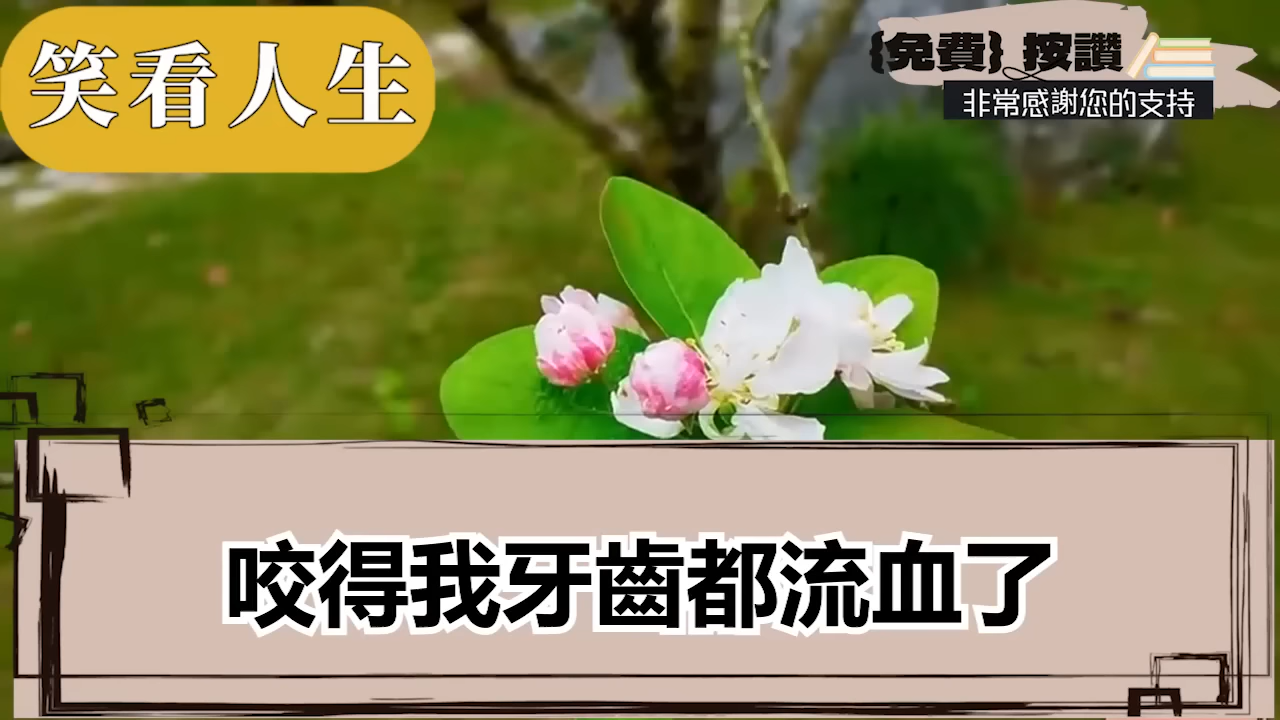 笑看人生
{免費} 按讚
非常感謝您的支持
咬得我牙齒都流血了